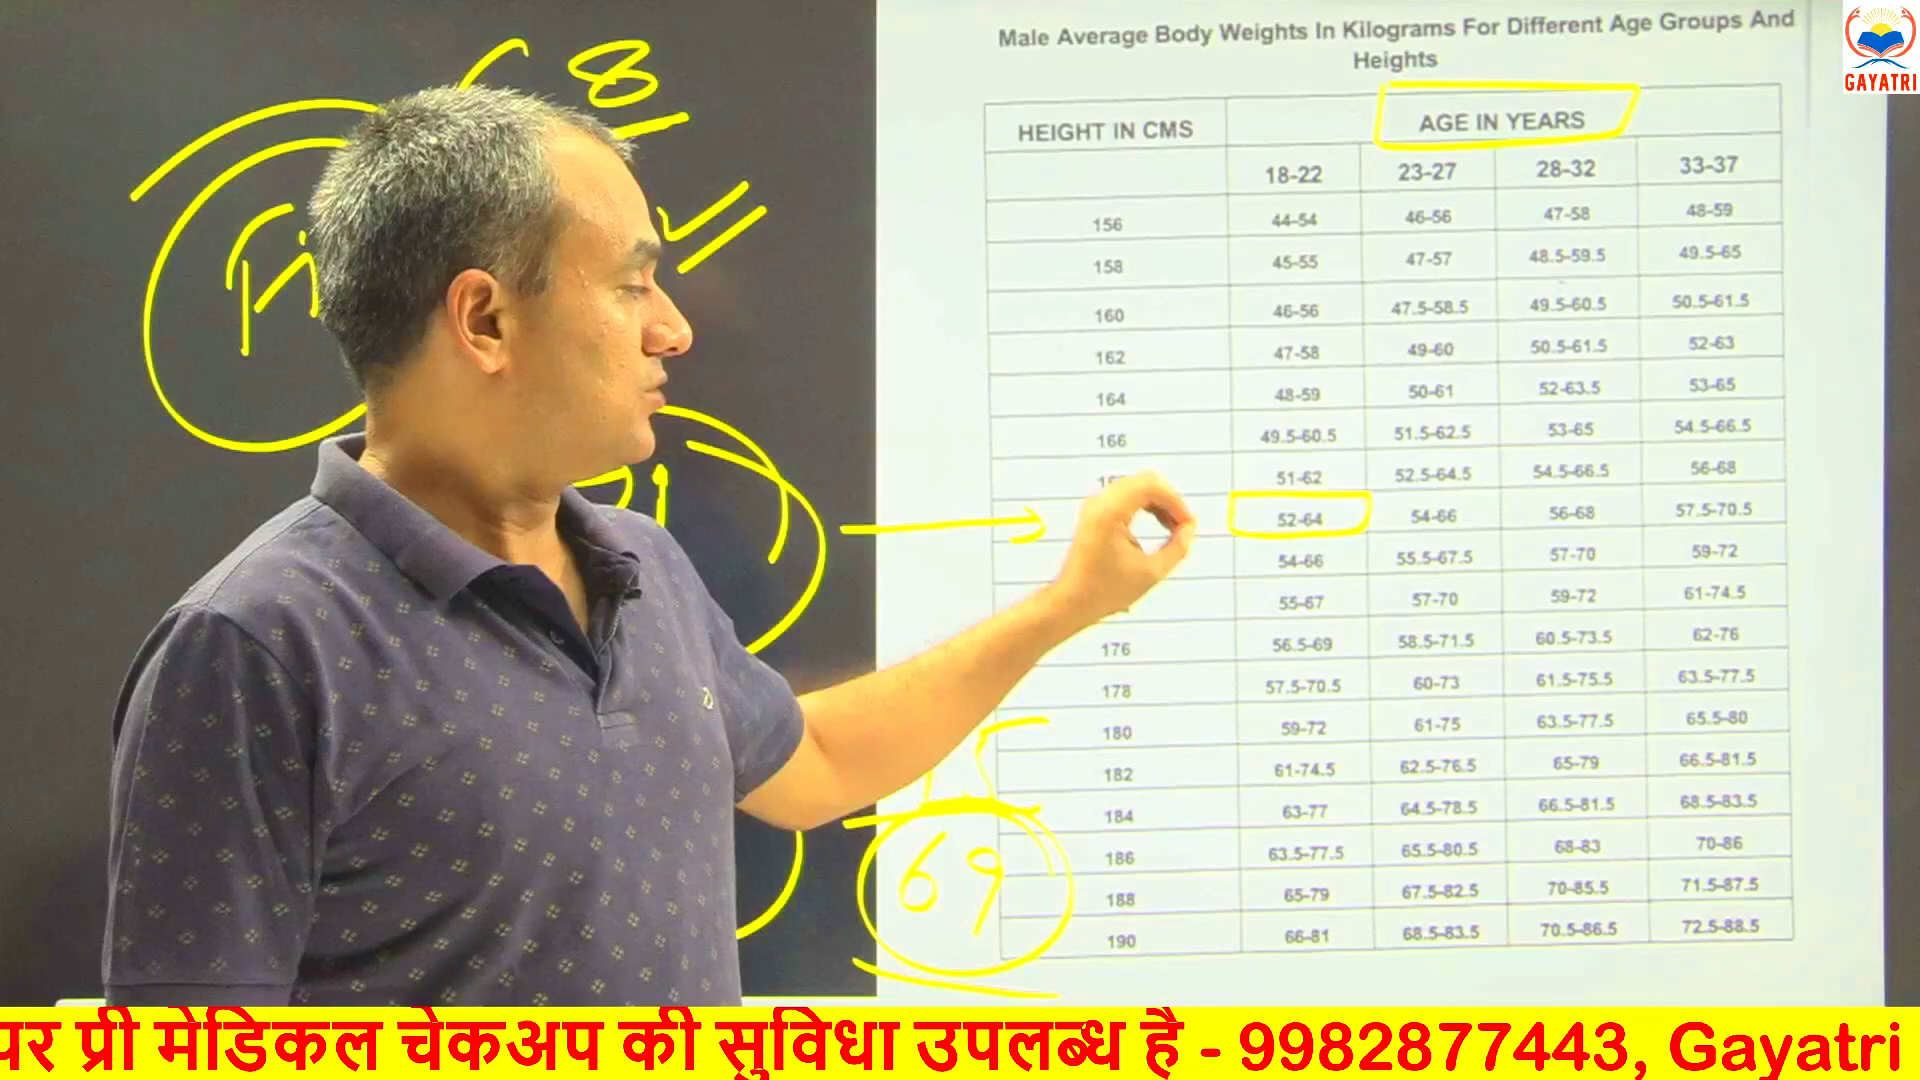 GAYATRI
68
Male Average Body Weights In Kilograms For Different Age Groups And
Heights
HEIGHT IN CMS AGE IN YEARS
18-22 23-27 28-32 33-37
156 44-54 46-56 47-58 48-59
158 45-55 47-57 48.5-59.5 49.5-65
160 46-56 47.5-58.5 49.5-60.5 50.5-61.5
162 47-58 49-60 50.5-61.5 52-63
164 48-59 50-61 52-63.5 53-65
166 49.5-60.5 51.5-62.5 53-65 54.5-66.5
51-62 52.5-64.5 54.5-66.5 56-68
52-64 54-66 56-68 57.5-70.5
54-66 55.5-67.5 57-70 59-72
55-67 57-70 59-72 61-74.5
176 56.5-69 58.5-71.5 60.5-73.5 62-76
178 57.5-70.5 60-73 61.5-75.5 63.5-77.5
180 59-72 61-75 63.5-77.5 65.5-80
182 61-74.5 62.5-76.5 65-79 66.5-81.5
184 63-77 64.5-78.5 66.5-81.5 68.5-83.5
186 63.5-77.5 65.5-80.5 68-83 70-86
188 65-79 67.5-82.5 70-85.5 71.5-87.5
190 66-81 68.5-83.5 70.5-86.5 72.5-88.5
69
पर प्री मेडिकल चेकअप की सुविधा उपलब्ध है - 9982877443, Gayatri